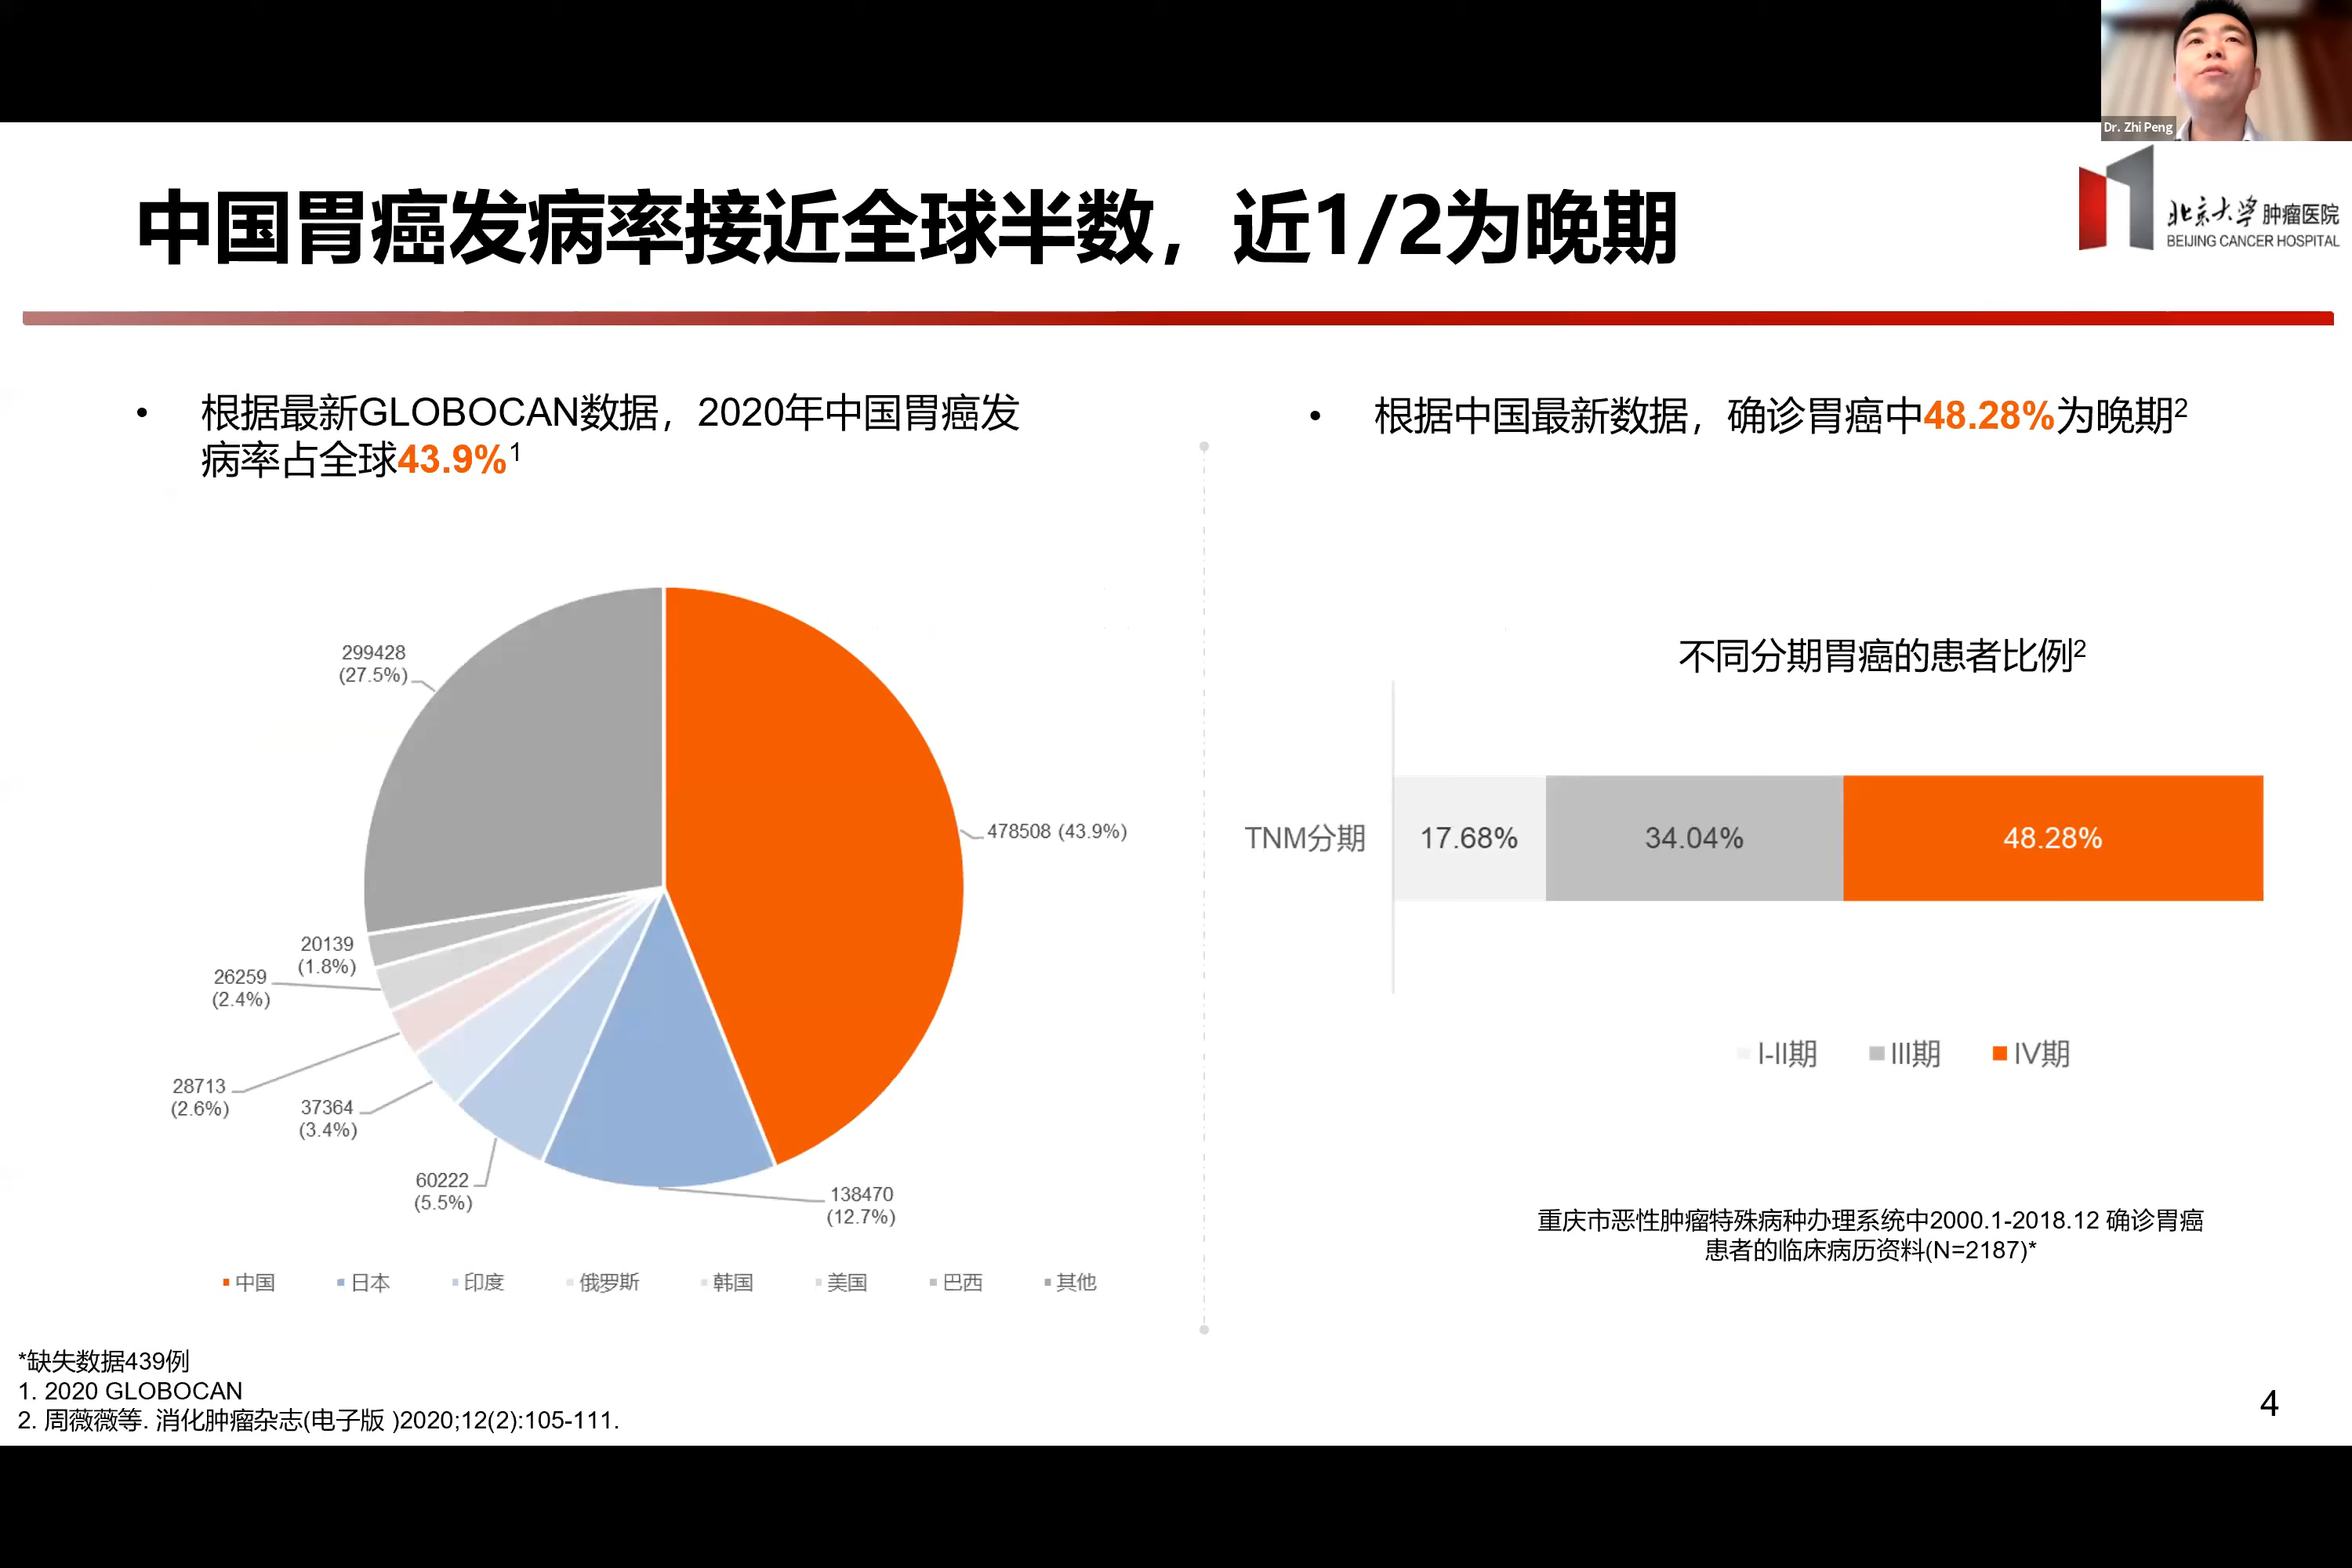 Dr. Zhi Peng
中国胃癌发病率接近全球半数，近1/2为晚期
北京大学肿瘤医院
BEIJING CANCER HOSPITAL
• 根据最新GLOBOCAN数据，2020年中国胃癌发
病率占全球43.9%1
299428
(27.5%)
478508 (43.9%)
20139
(1.8%)
26259
(2.4%)
28713
(2.6%)
37364
(3.4%)
60222
(5.5%)
138470
(12.7%)
中国 日本 印度 俄罗斯 韩国 美国 巴西 其他
• 根据中国最新数据，确诊胃癌中48.28%为晚期2
不同分期胃癌的患者比例2
TNM分期 17.68% 34.04% 48.28%
I-II期 III期 IV期
重庆市恶性肿瘤特殊病种办理系统中2000.1-2018.12 确诊胃癌
患者的临床病历资料(N=2187)*
*缺失数据439例
1. 2020 GLOBOCAN
2. 周薇薇等. 消化肿瘤杂志(电子版 )2020;12(2):105-111.
4